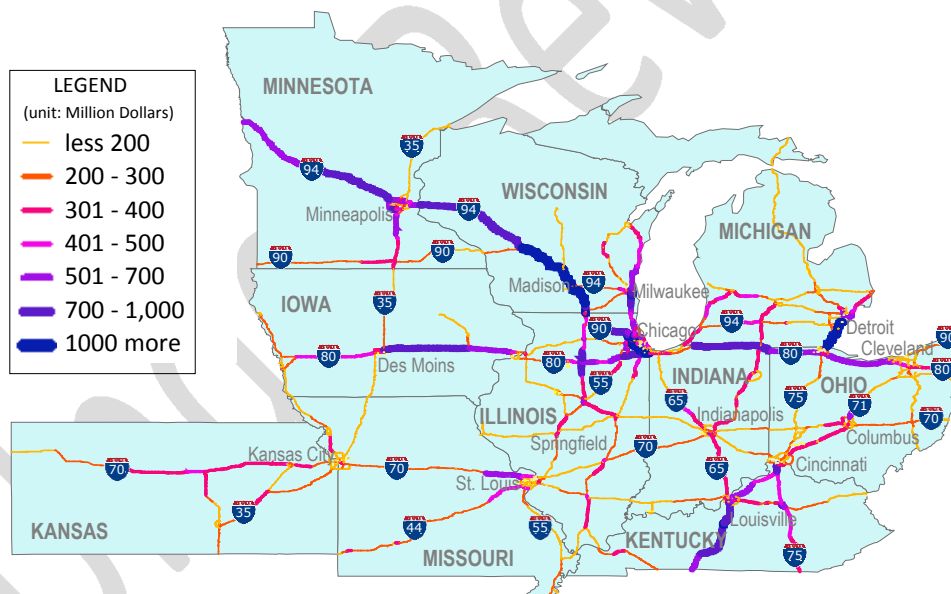 LEGEND
(unit: Million Dollars)
less 200
200 - 300
301 - 400
401 - 500
501 - 700
700 - 1,000
1000 more
MINNESOTA
35
94
WISCONSIN
Minneapolis
94
MICHIGAN
90
90
Madison
94
Milwaukee
IOWA
35
90
Chicago
94
Detroit
Cleveland
90
80
Des Moins
80
55
80
80
INDIANA
OHIO
ILLINOIS
65
75
71
Indianapolis
70
Springfield
Columbus
Kansas City
70
70
70
65
Cincinnati
St. Louis
35
44
55
Louisville
KANSAS
MISSOURI
KENTUCKY
75